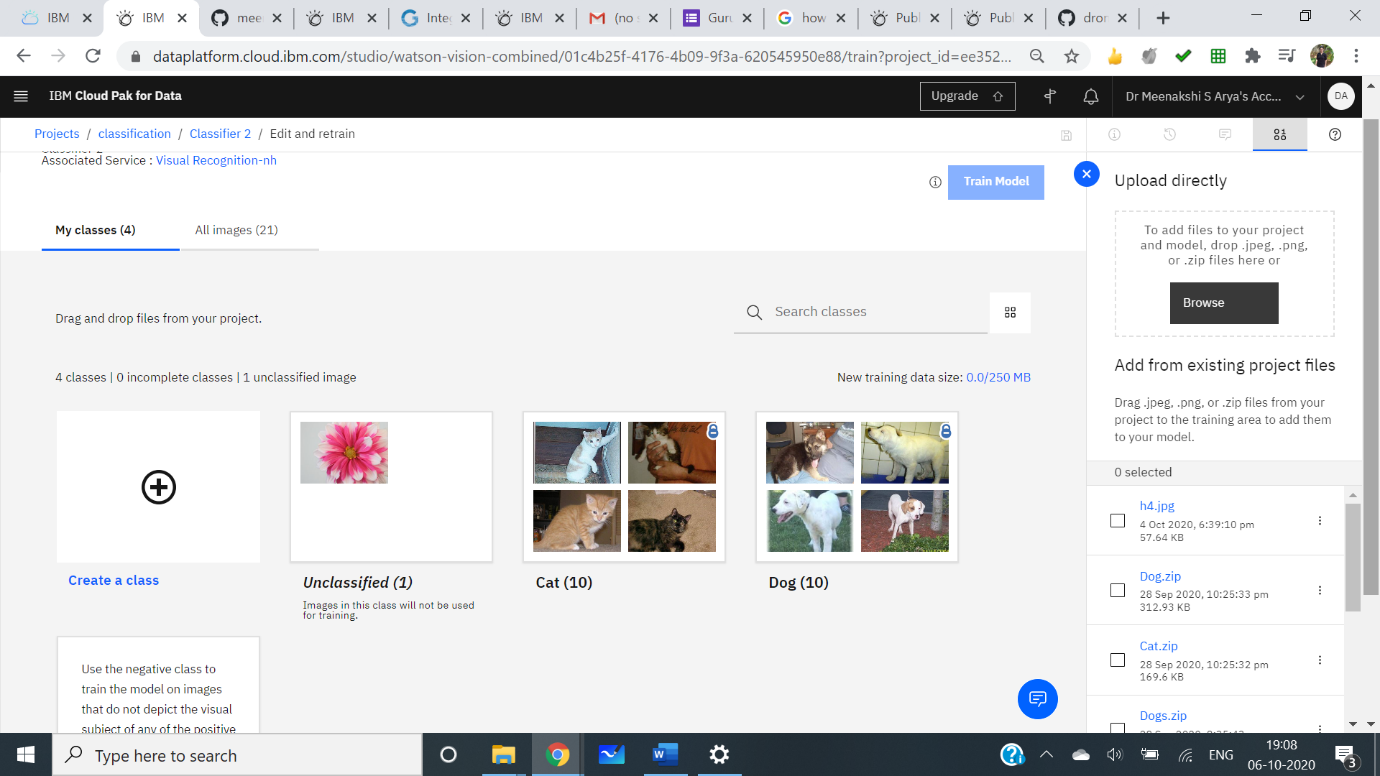 IBM
IBM
mee
IBM
Integ
IBM
(no s
Guru
how
Publ
Publ
dron
dataplatform.cloud.ibm.com/studio/watson-vision-combined/01c4b25f-4176-4b09-9f3a-620545950e88/train?project_id=ee352...
IBM Cloud Pak for Data
Upgrade
Dr Meenakshi S Arya's Acc...
DA
Projects / classification / Classifier 2 / Edit and retrain
Associated Service : Visual Recognition-nh
Train Model
My classes (4)
All images (21)
Drag and drop files from your project.
Search classes
4 classes | 0 incomplete classes | 1 unclassified image
New training data size: 0.0/250 MB
Create a class
Unclassified (1)
Images in this class will not be used
for training.
Cat (10)
Dog (10)
Use the negative class to
train the model on images
that do not depict the visual
subject of any of the positive
Upload directly
To add files to your project
and model, drop .jpeg, .png,
or .zip files here or
Browse
Add from existing project files
Drag .jpeg, .png, or .zip files from your
project to the training area to add them
to your model.
0 selected
h4.jpg
4 Oct 2020, 6:39:10 pm
57.64 KB
Dog.zip
28 Sep 2020, 10:25:33 pm
312.93 KB
Cat.zip
28 Sep 2020, 10:25:32 pm
169.6 KB
Dogs.zip
Type here to search
ENG
19:08
06-10-2020
3